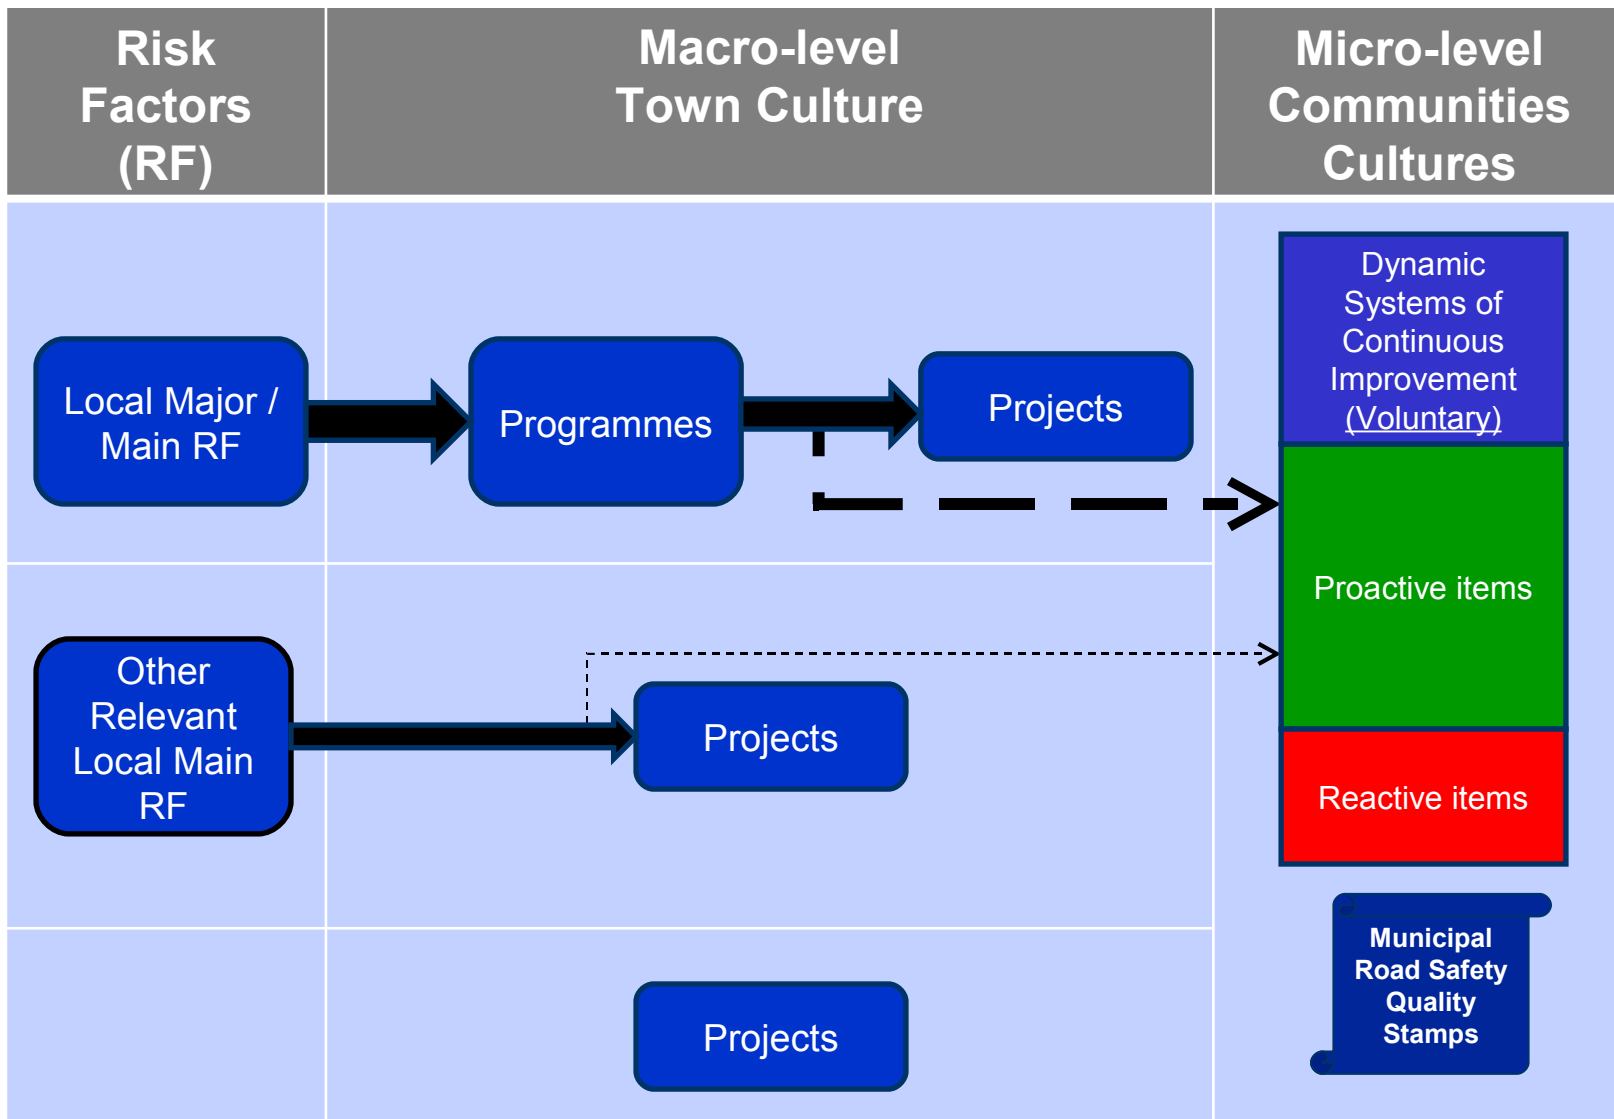 Risk
Factors
(RF)
Macro-level
Town Culture
Micro-level
Communities
Cultures
Local Major /
Main RF
Programmes
Projects
Dynamic
Systems of
Continuous
Improvement
(Voluntary)
Proactive items
Other
Relevant
Local Main
RF
Projects
Reactive items
Projects
Municipal
Road Safety
Quality
Stamps